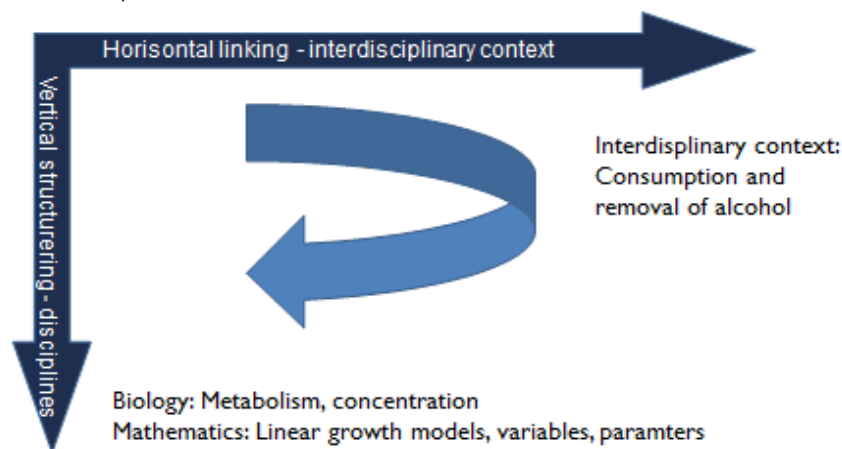 Horisontal linking - interdisciplinary context
Vertical structurering - disciplines
Interdisplinary context:
Consumption and
removal of alcohol
Biology: Metabolism, concentration
Mathematics: Linear growth models, variables, paramters